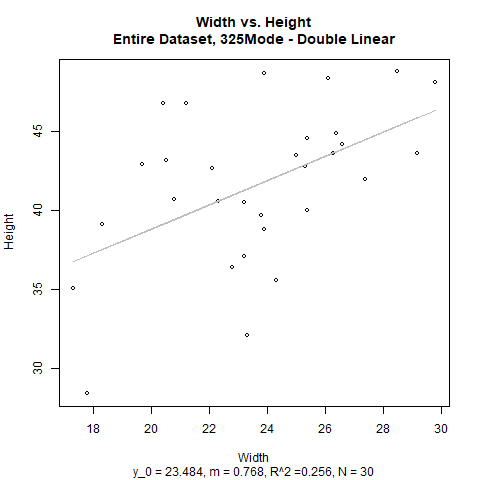 Width vs. Height
Entire Dataset, 325Mode - Double Linear
Height
45
40
35
30
18 20 22 24 26 28 30
Width
y_0 = 23.484, m = 0.768, R^2 =0.256, N = 30